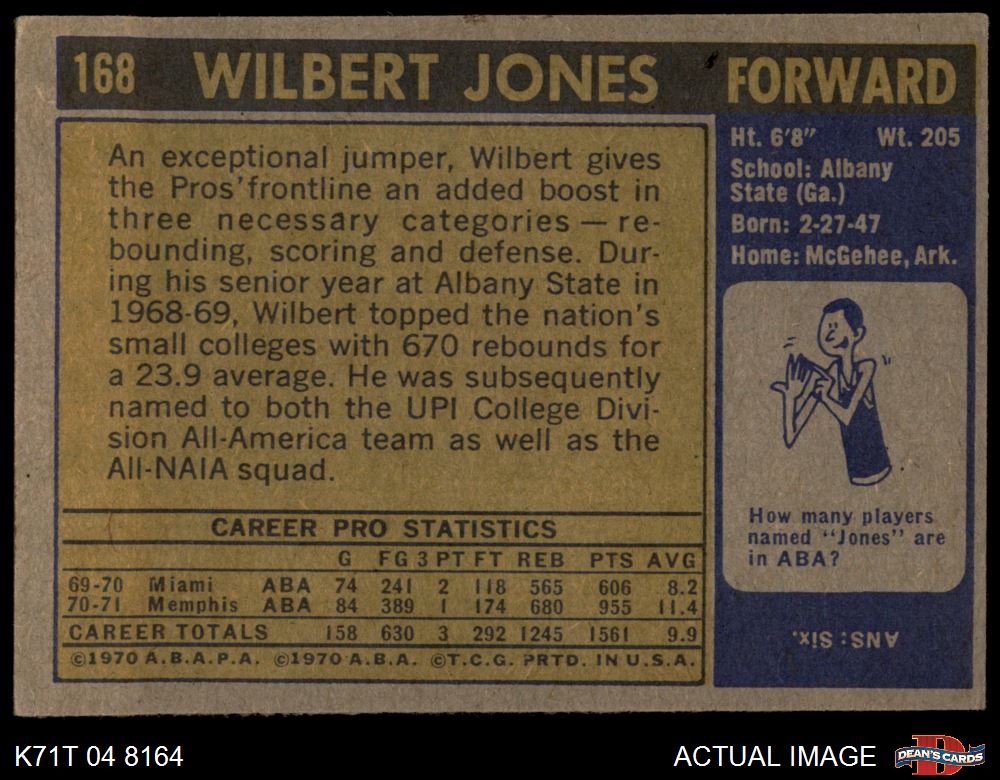 168 WILBERT JONES FORWARD
An exceptional jumper, Wilbert gives
the Pros' frontline an added boost in
three necessary categories — re-
bounding, scoring and defense. Dur-
ing his senior year at Albany State in
1968-69, Wilbert topped the nation's
small colleges with 670 rebounds for
a 23.9 average. He was subsequently
named to both the UPI College Divi-
sion All-America team as well as the
All-NAIA squad.
CAREER PRO STATISTICS
G FG 3 PT FT REB PTS AVG
69-70 Miami ABA 74 241 2 118 565 606 8.2
70-71 Memphis ABA 84 389 1 174 680 955 11.4
CAREER TOTALS 158 630 3 292 1245 1561 9.9
©1970 A.B.A.P.A. ©1970 A.B.A. ©T.C.G. PRTD. IN U.S.A.
Ht. 6'8" Wt. 205
School: Albany
State (Ga.)
Born: 2-27-47
Home: McGehee, Ark.
How many players
named "Jones" are
in ABA?
ANS: Six.
K71T 04 8164
ACTUAL IMAGE
DEAN'S CARDS